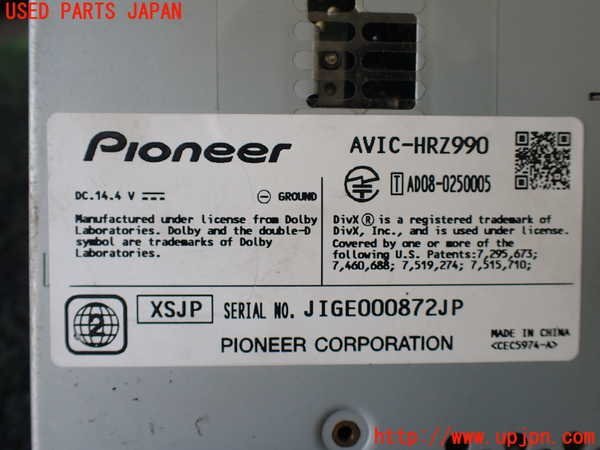 USED PARTS JAPAN
Pioneer
AVIC-HRZ990
DC.14.4 V
GROUND
T AD08-0250005
Manufactured under license from Dolby
Laboratories. Dolby and the double-D
symbol are trademarks of Dolby
Laboratories.
DivX® is a registered trademark of
DivX, Inc., and is used under license.
Covered by one or more of the
following U.S. Patents:7,295,673;
7,460,688; 7,519,274; 7,515,710;
2
XSJP SERIAL NO. JIGE000872JP
PIONEER CORPORATION
MADE IN CHINA
<CEC5974-A>
http://www.upjpn.com/